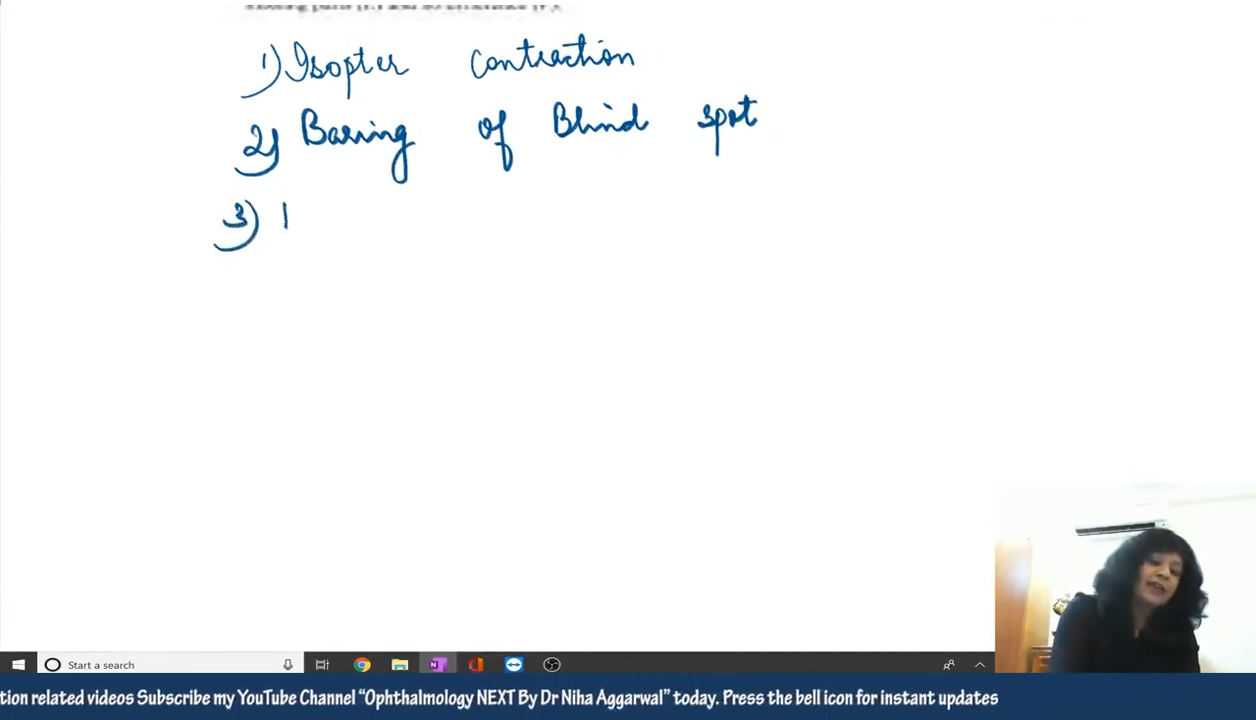 1) Isopter contraction
2) Baring of Blind spot
3)
Start a search
tion related videos Subscribe my YouTube Channel “Ophthalmology NEXT By Dr Niha Aggarwal” today. Press the bell icon for instant updates